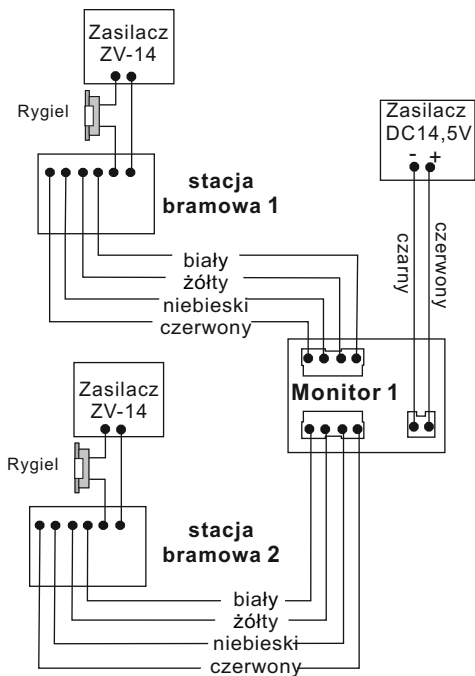 Zasilacz
ZV-14
Rygiel
stacja
bramowa 1
Zasilacz
DC14,5V
- +
czarny
czerwony
biały
żółty
niebieski
czerwony
Monitor 1
Zasilacz
ZV-14
Rygiel
stacja
bramowa 2
biały
żółty
niebieski
czerwony